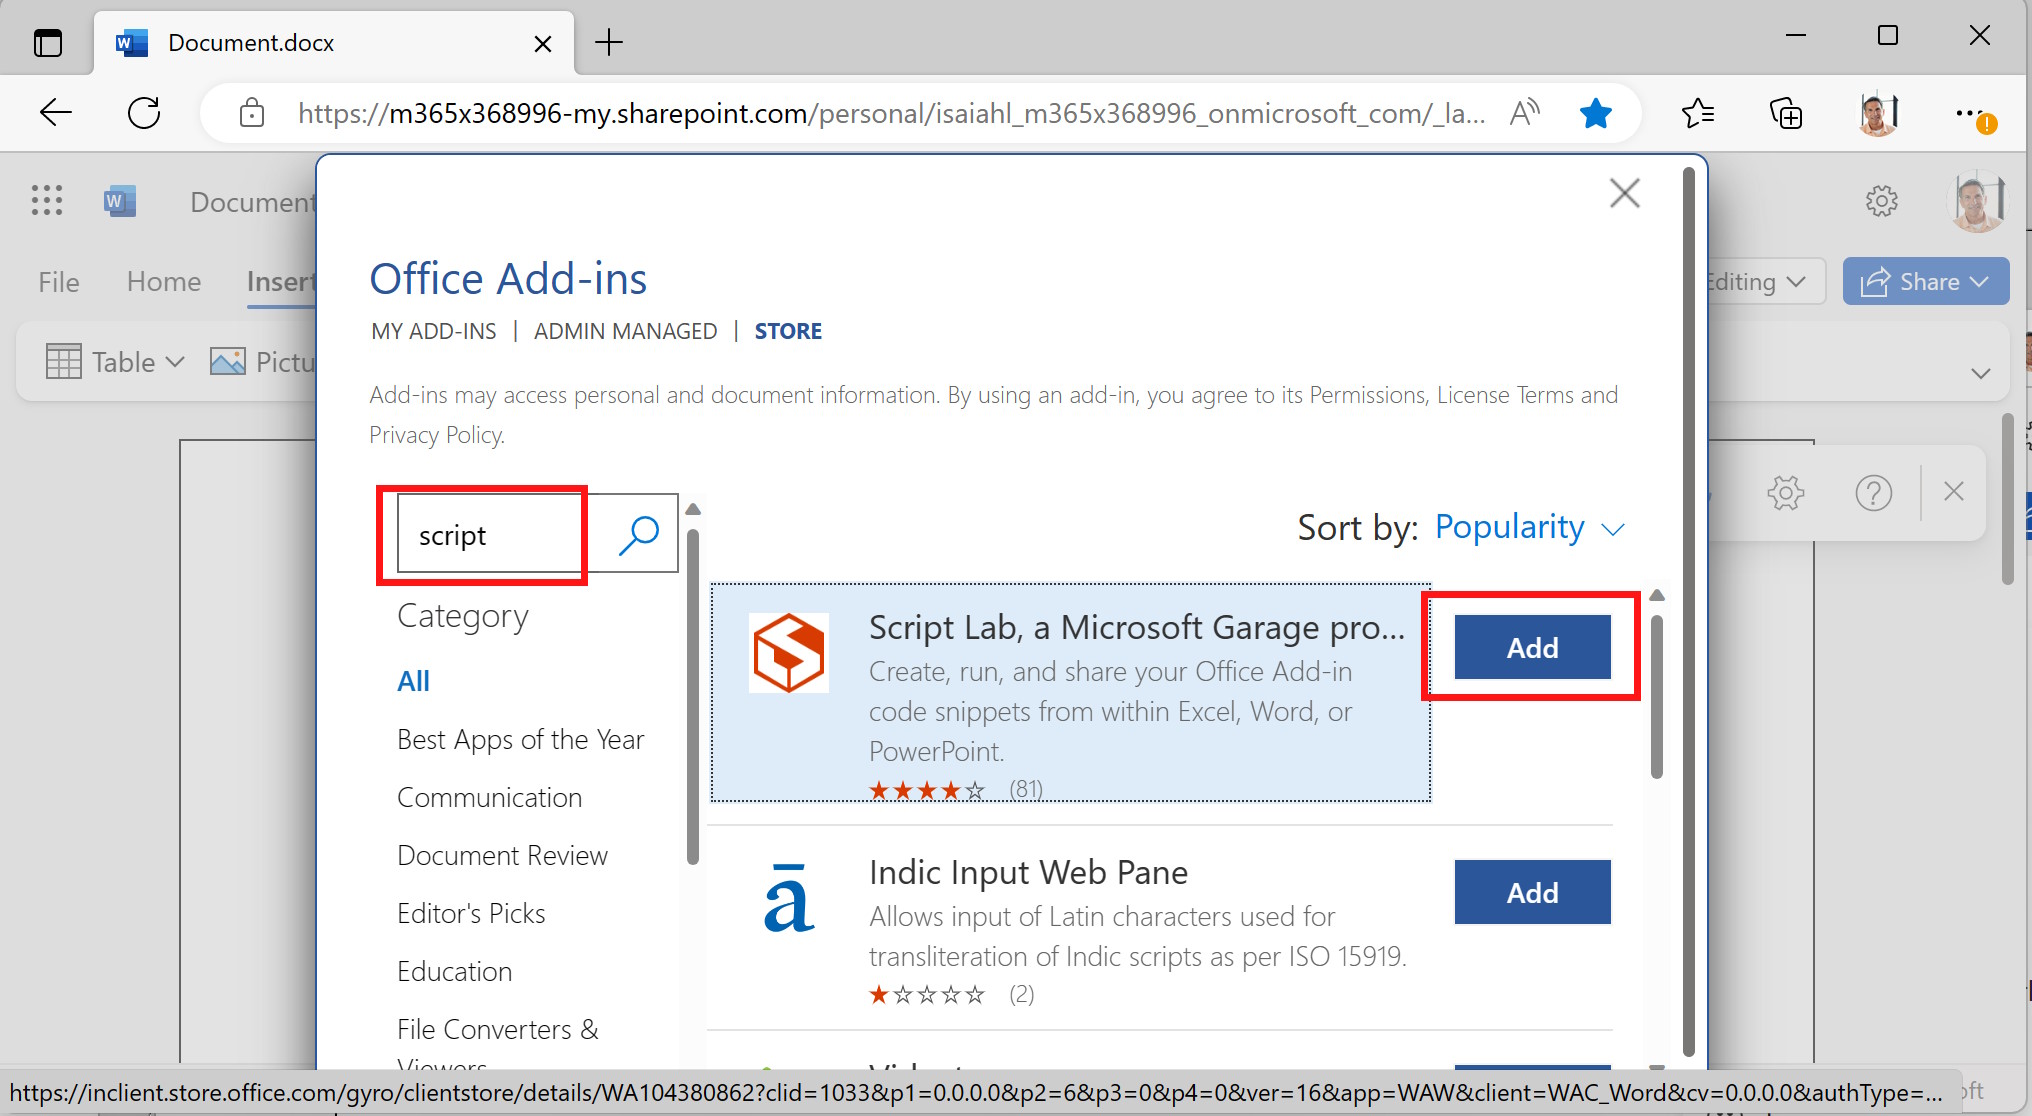 Document.docx
https://m365x368996-my.sharepoint.com/personal/isaiahl_m365x368996_onmicrosoft_com/_la...
Document
File Home Insert
Editing
Share
Table
Office Add-ins
MY ADD-INS | ADMIN MANAGED | STORE
Add-ins may access personal and document information. By using an add-in, you agree to its Permissions, License Terms and
Privacy Policy.
script
Sort by: Popularity
Category
All
Best Apps of the Year
Communication
Document Review
Editor's Picks
Education
File Converters &
Viewers
Script Lab, a Microsoft Garage pro...
Add
Create, run, and share your Office Add-in
code snippets from within Excel, Word, or
PowerPoint.
(81)
Indic Input Web Pane
Add
Allows input of Latin characters used for
transliteration of Indic scripts as per ISO 15919.
(2)
https://inclient.store.office.com/gyro/clientstore/details/WA104380862?clid=1033&p1=0.0.0.0&p2=6&p3=0&p4=0&ver=16&app=WAW&client=WAC_Word&cv=0.0.0.0&authType=...